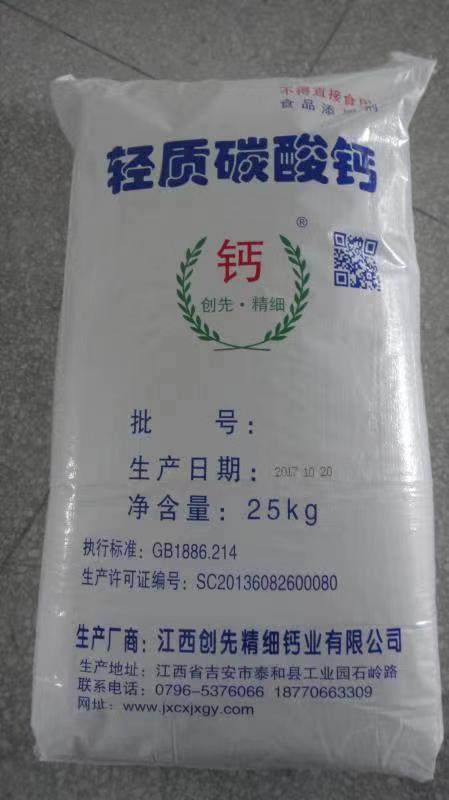 不得直接食用
食品添加剂
轻质碳酸钙
®
钙
创先·精细
批 号:
生产日期: 2017 10 20
净含量: 25kg
执行标准: GB1886.214
生产许可证编号: SC20136082600080
生产厂商: 江西创先精细钙业有限公司
生产地址: 江西省吉安市泰和县工业园石岭路
联系电话: 0796-5376066 18770663309
网址: www.jxcxjxgy.com